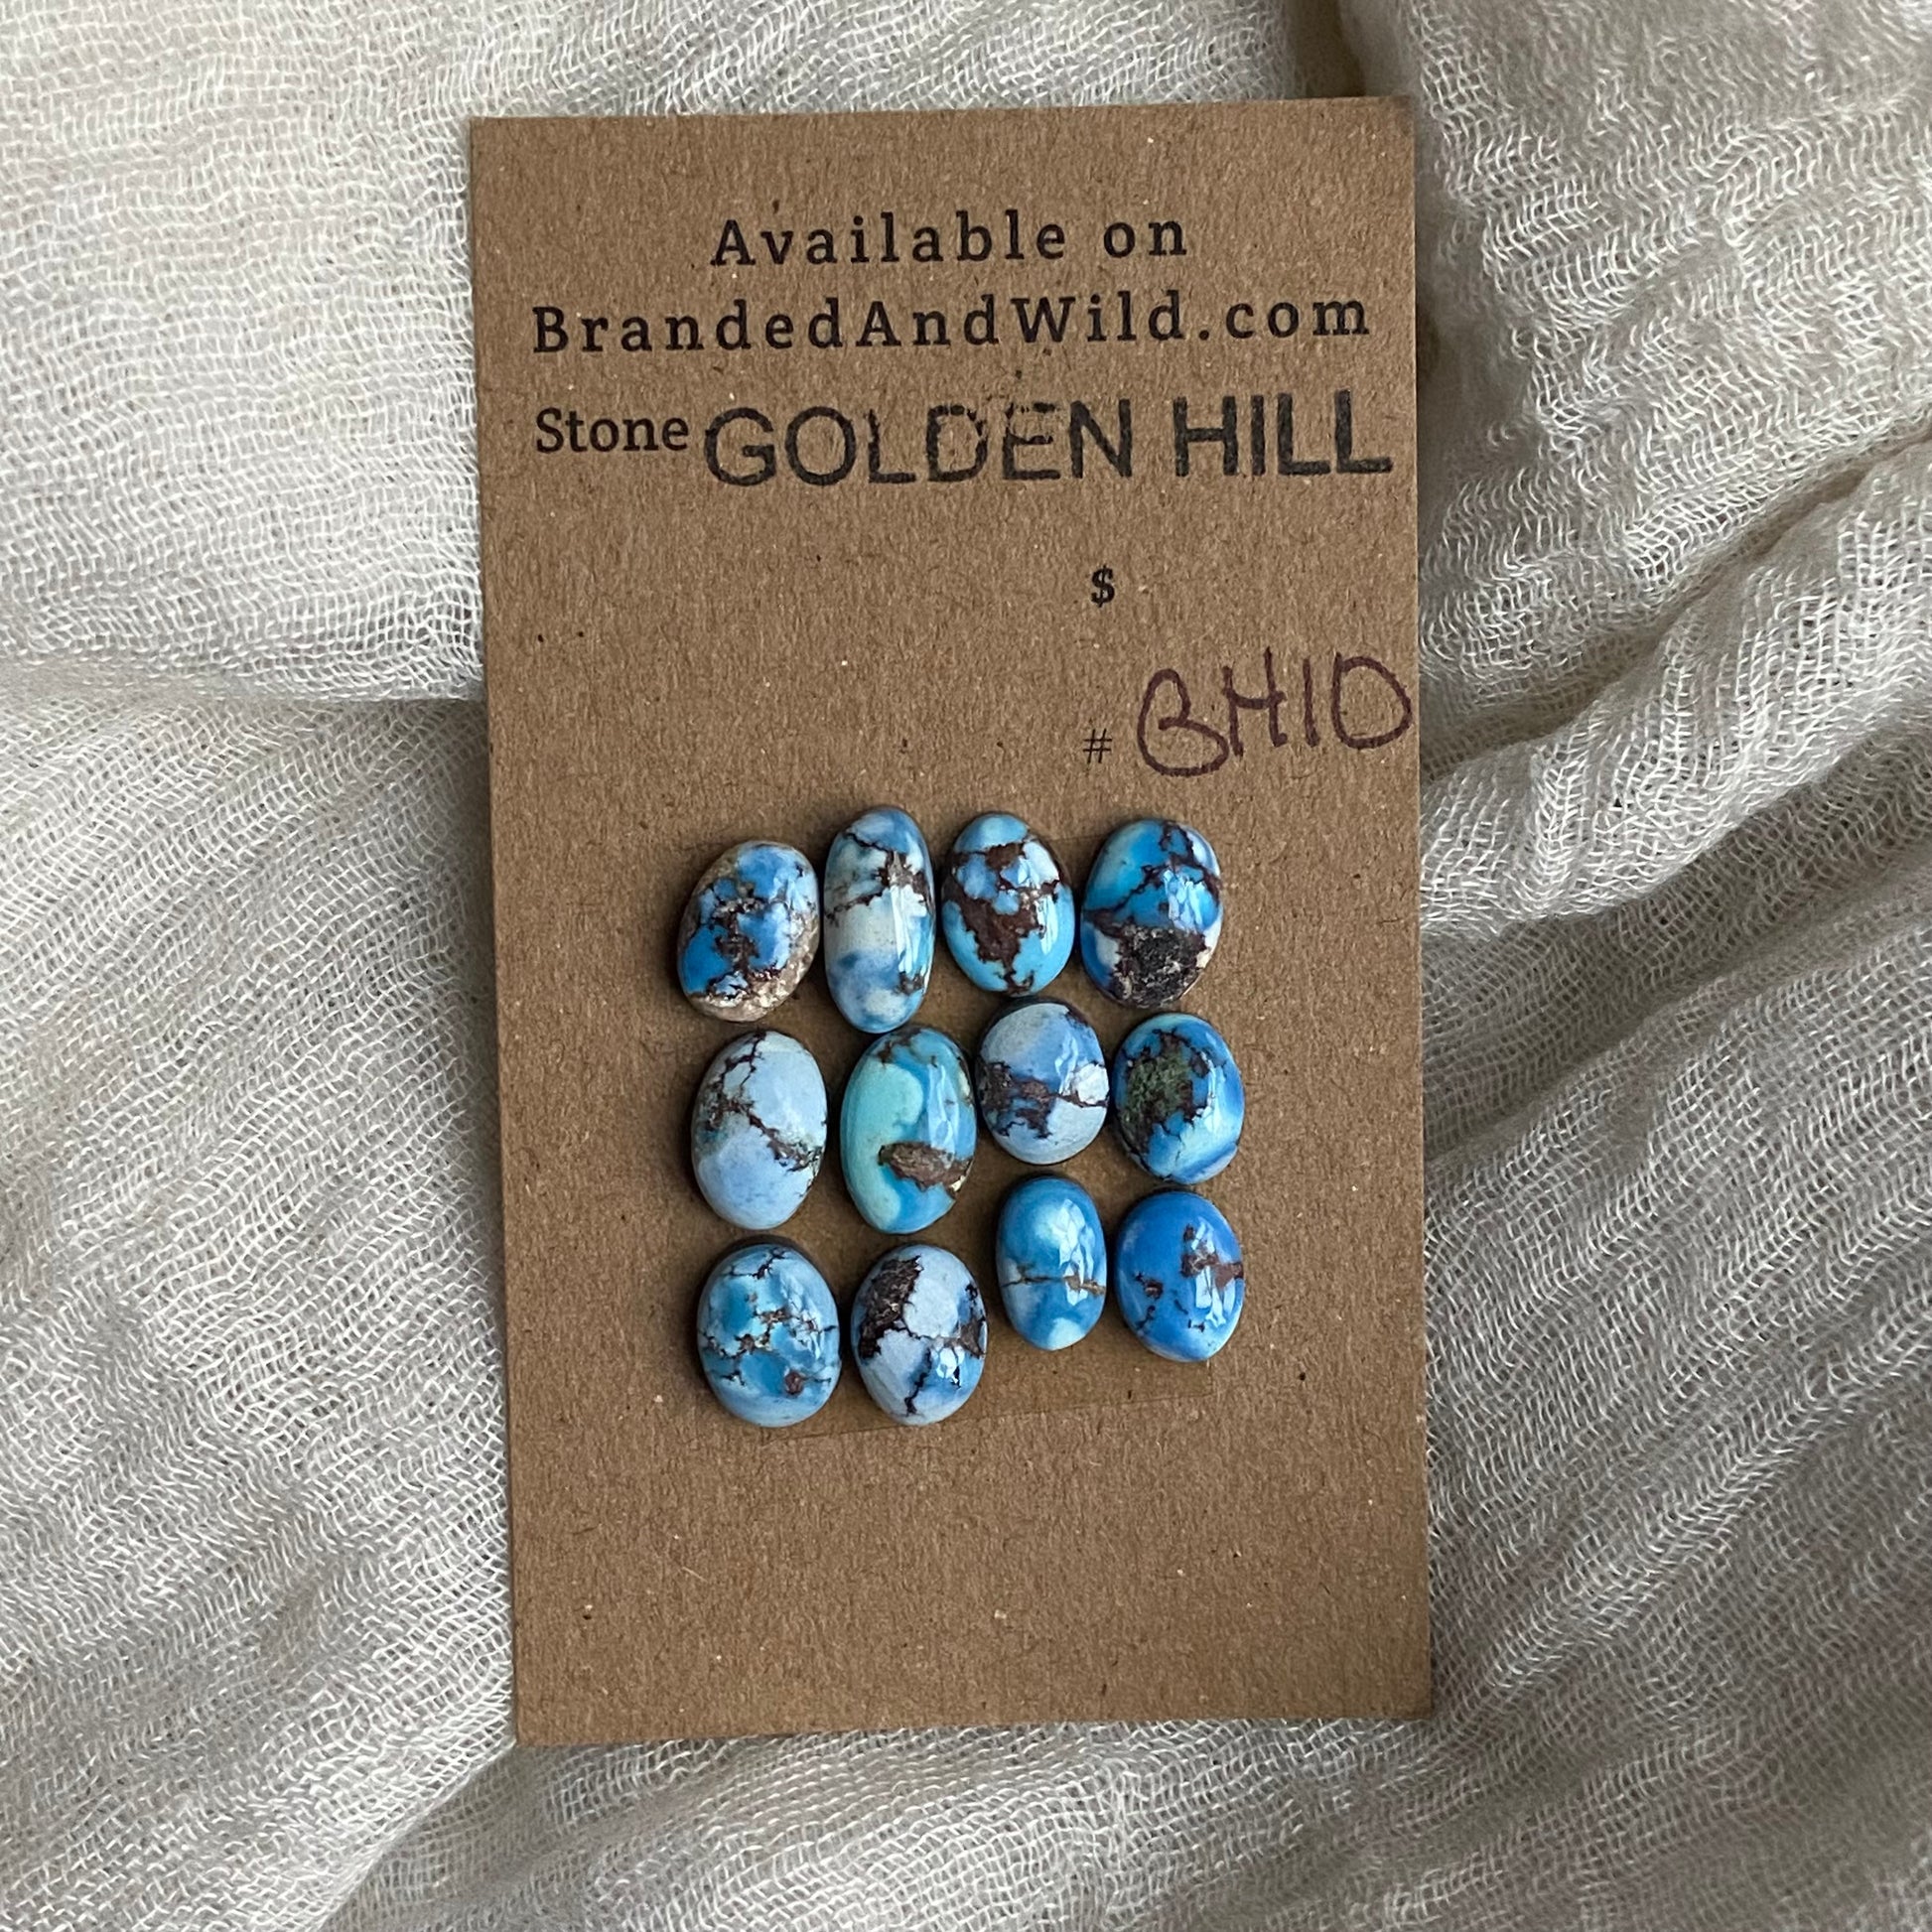 Available on
BrandedAndWild.com
Stone GOLDEN HILL
$
# GH10